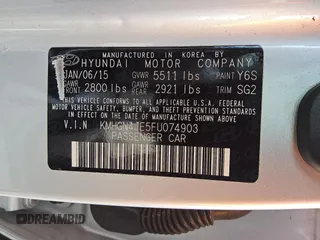 MANUFACTURED IN KOREA
HYUNDAI MOTOR COMPANY
JAN/06/15 GVWR 5511 lbs PAINT Y6S
GAWR FRONT 2800 lbs GAWR REAR 2921 lbs TRIM SG2
THIS VEHICLE CONFORMS TO ALL APPLICABLE
FEDERAL MOTOR VEHICLE SAFETY, BUMPER,
AND THEFT PREVENTION STANDARDS IN EFFECT
ON THE DATE OF MANUFACTURE SHOWN ABOVE.
V.I.N
PASSENGER CAR
DREAMBID